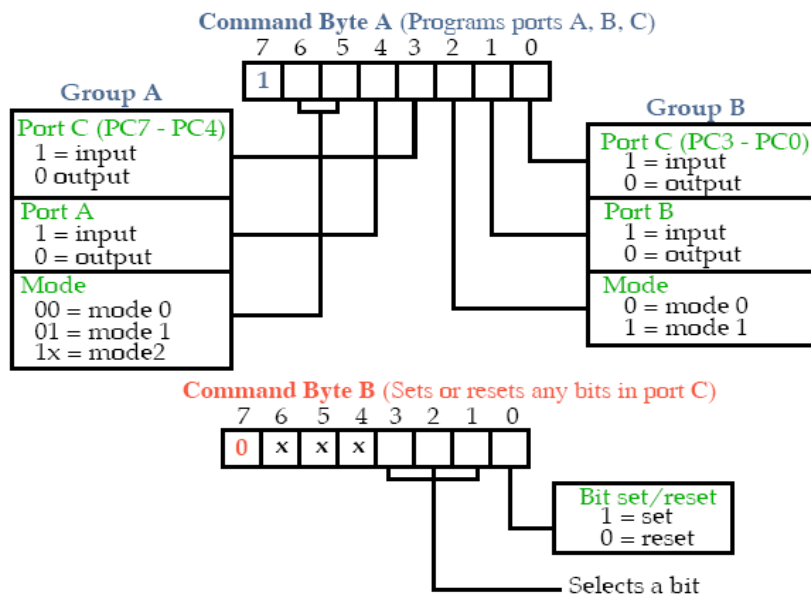 Command Byte A (Programs ports A, B, C)
7 6 5 4 3 2 1 0
1
Group A
Port C (PC7 - PC4)
1 = input
0 output
Port A
1 = input
0 = output
Mode
00 = mode 0
01 = mode 1
1x = mode2
Group B
Port C (PC3 - PC0)
1 = input
0 = output
Port B
1 = input
0 = output
Mode
0 = mode 0
1 = mode 1
Command Byte B (Sets or resets any bits in port C)
7 6 5 4 3 2 1 0
0 x x x
Bit set/reset
1 = set
0 = reset
Selects a bit